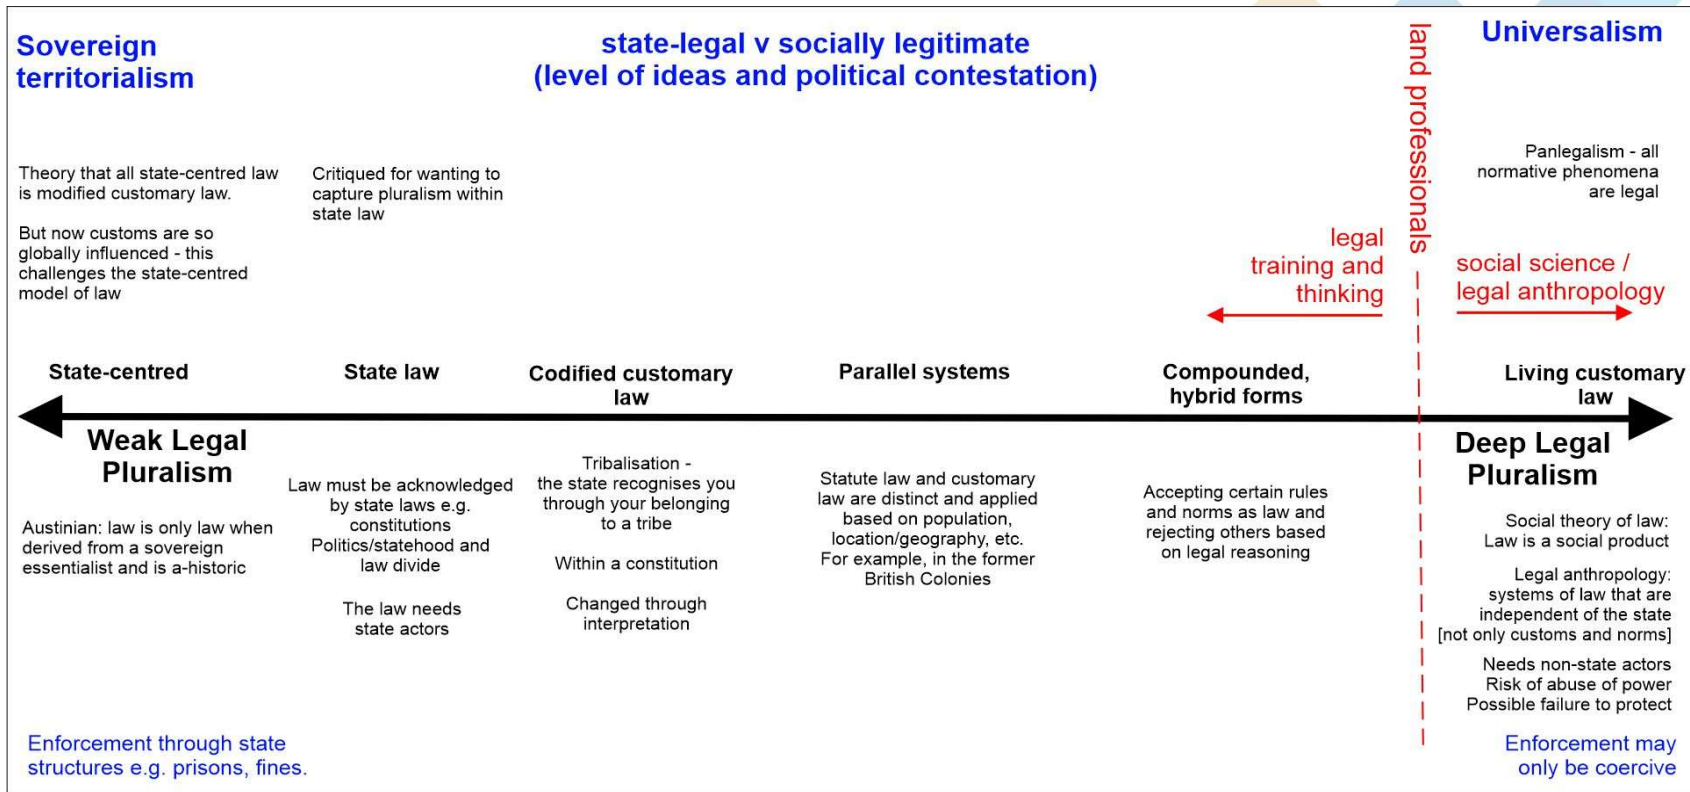 Sovereign
territorialism
state-legal v socially legitimate
(level of ideas and political contestation)
land professionals
Universalism
Theory that all state-centred law
is modified customary law.
But now customs are so
globally influenced - this
challenges the state-centred
model of law
Critiqued for wanting to
capture pluralism within
state law
Panlegalism - all
normative phenomena
are legal
legal
training and
thinking
social science /
legal anthropology
State-centred
State law
Codified customary
law
Parallel systems
Compounded,
hybrid forms
Living customary
law
Weak Legal
Pluralism
Deep Legal
Pluralism
Austinian: law is only law when
derived from a sovereign
essentialist and is a-historic
Law must be acknowledged
by state laws e.g.
constitutions
Politics/statehood and
law divide
The law needs
state actors
Tribalisation -
the state recognises you
through your belonging
to a tribe
Within a constitution
Changed through
interpretation
Statute law and customary
law are distinct and applied
based on population,
location/geography, etc.
For example, in the former
British Colonies
Accepting certain rules
and norms as law and
rejecting others based
on legal reasoning
Social theory of law:
Law is a social product
Legal anthropology:
systems of law that are
independent of the state
[not only customs and norms]
Needs non-state actors
Risk of abuse of power
Possible failure to protect
Enforcement through state
structures e.g. prisons, fines.
Enforcement may
only be coercive